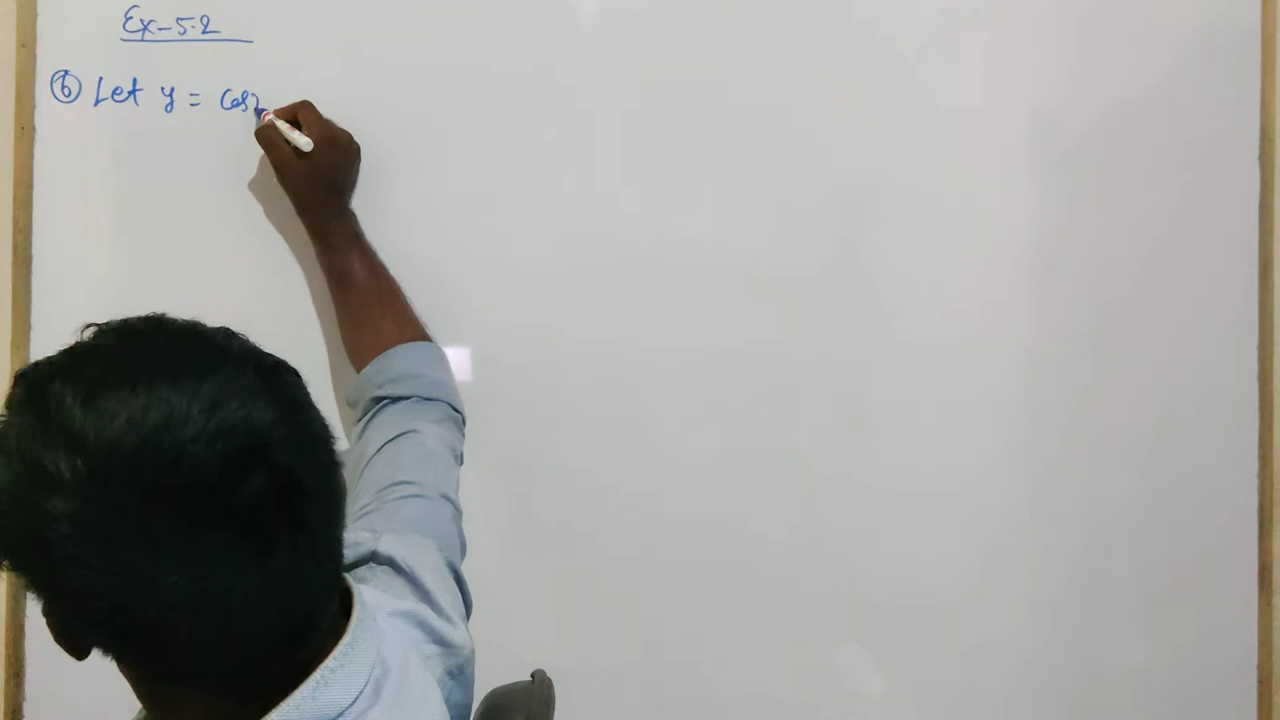 Ex-5.2
⑥ Let y = Cos